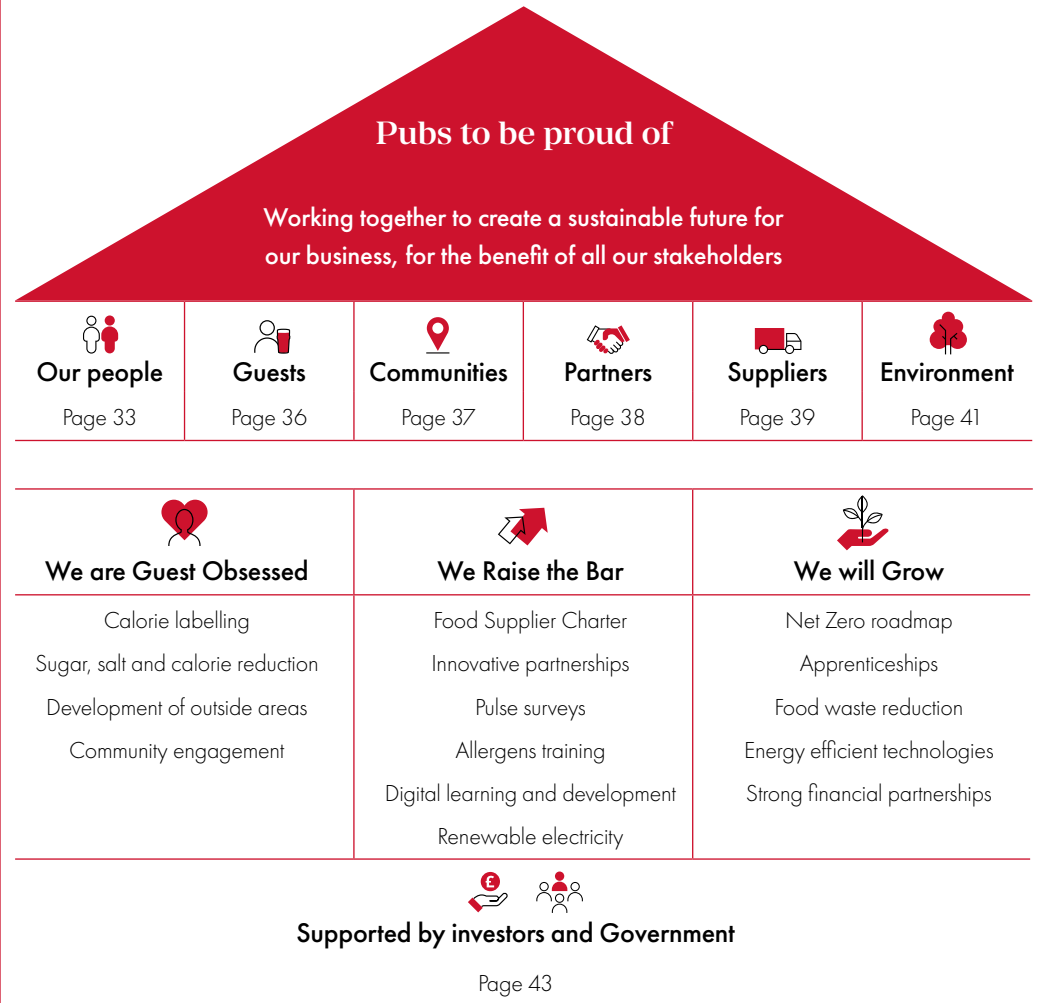 Pubs to be proud of
Working together to create a sustainable future for
our business, for the benefit of all our stakeholders
Our people
Page 33
Guests
Page 36
Communities
Page 37
Partners
Page 38
Suppliers
Page 39
Environment
Page 41
We are Guest Obsessed
Calorie labelling
Sugar, salt and calorie reduction
Development of outside areas
Community engagement
We Raise the Bar
Food Supplier Charter
Innovative partnerships
Pulse surveys
Allergens training
Digital learning and development
Renewable electricity
We will Grow
Net Zero roadmap
Apprenticeships
Food waste reduction
Energy efficient technologies
Strong financial partnerships
£
Supported by investors and Government
Page 43